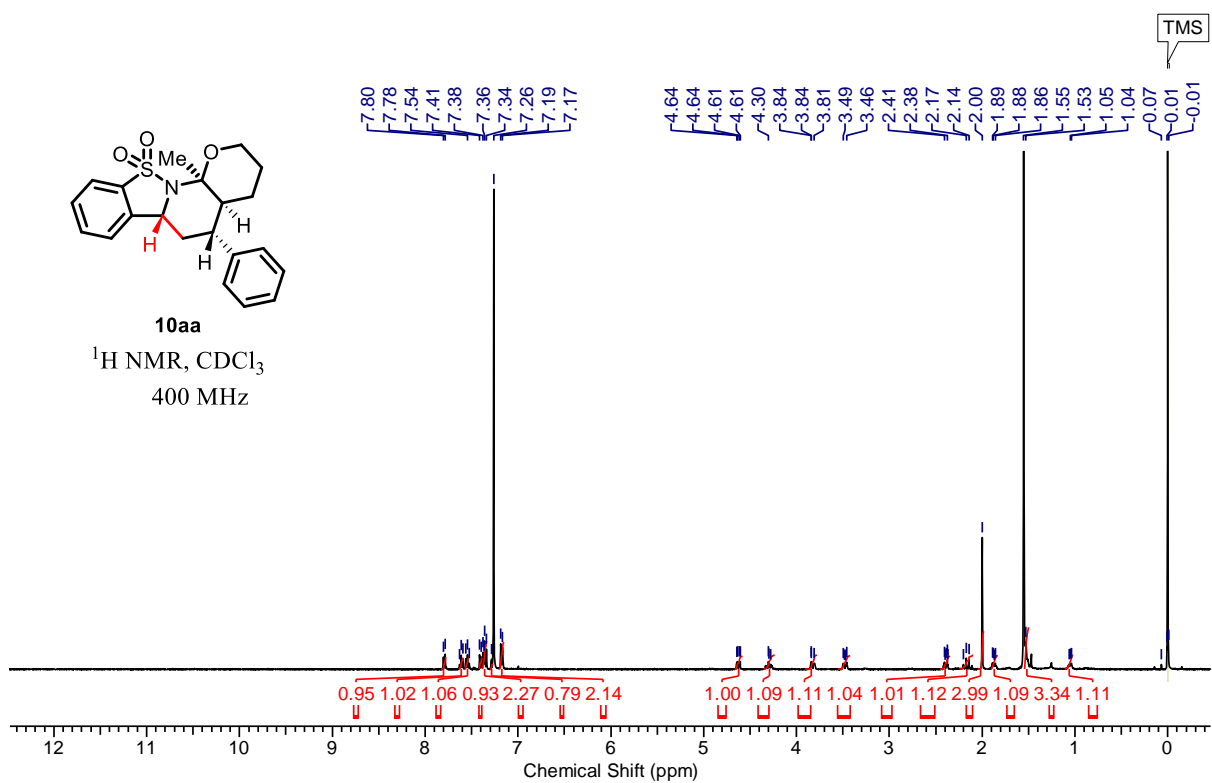 TMS
7.80 7.78 7.54 7.41 7.38 7.36 7.34 7.26 7.19 7.17 4.64 4.64 4.61 4.61 4.30 3.84 3.84 3.81 3.49 3.46 2.41 2.38 2.17 2.14 2.00 1.89 1.88 1.86 1.55 1.53 1.05 1.04 0.07 0.01 -0.01
O
O
S
Me
O
N
H
H
H
10aa
¹H NMR, CDCl₃
400 MHz
0.95 1.02 1.06 0.93 2.27 0.79 2.14 1.00 1.09 1.11 1.04 1.01 1.12 2.99 1.09 3.34 1.11
12 11 10 9 8 7 6 5 4 3 2 1 0
Chemical Shift (ppm)